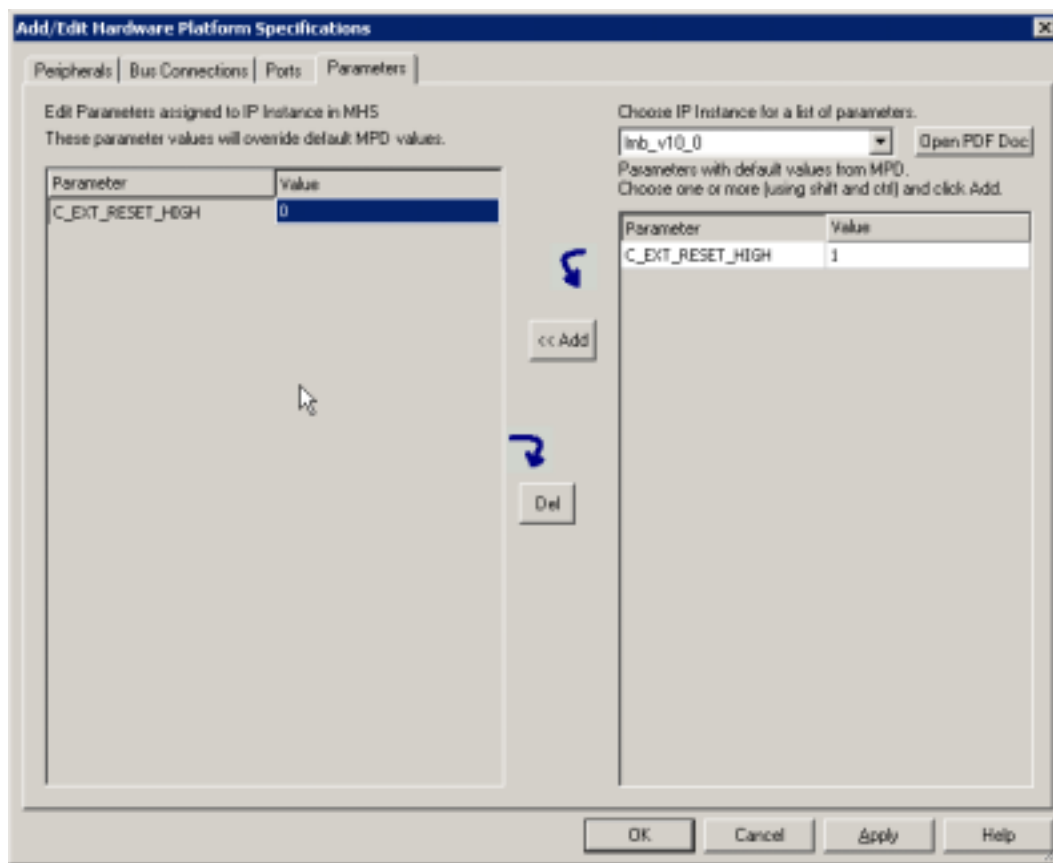 Add/Edit Hardware Platform Specifications
Peripherals Bus Connections Ports Parameters
Edit Parameters assigned to IP Instance in MHS
These parameter values will override default MPD values.
Parameter Value
C_EXT_RESET_HIGH 0
<< Add
Del
Choose IP Instance for a list of parameters.
lmb_v10_0 Open PDF Doc
Parameters with default values from MPD.
Choose one or more (using shift and ctrl) and click Add.
Parameter Value
C_EXT_RESET_HIGH 1
OK Cancel Apply Help